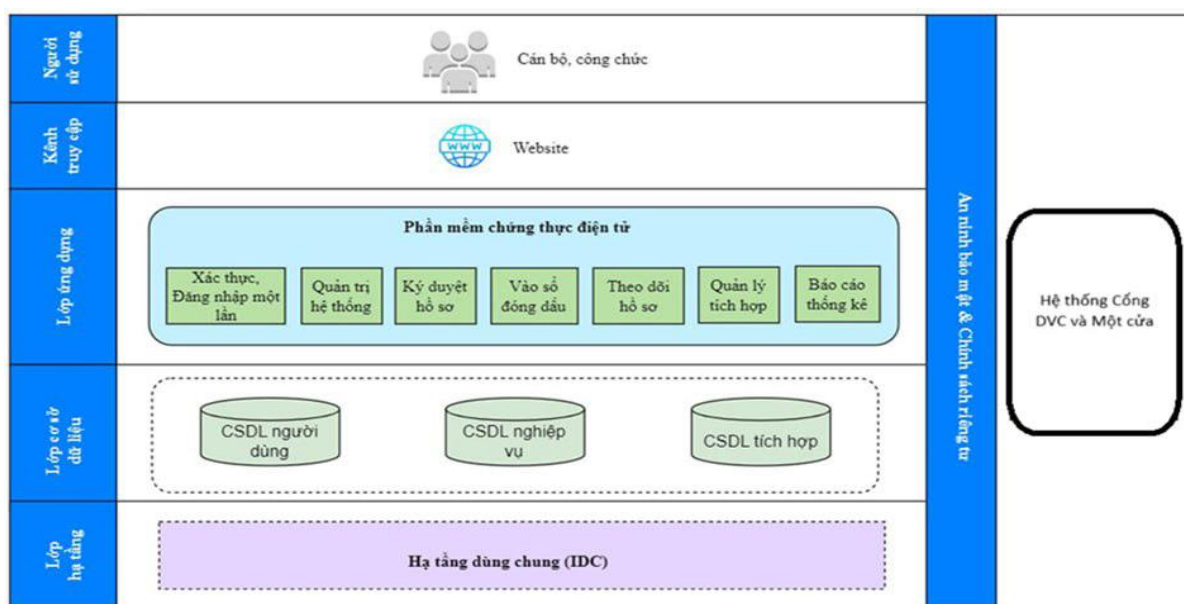 Người
sử dụng
Cán bộ, công chức
Kênh
truy cập
WWW
Website
Lớp ứng dụng
Phần mềm chứng thực điện tử
Xác thực,
Đăng nhập một
lần
Quản trị
hệ thống
Ký duyệt
hồ sơ
Vào sổ
đóng dấu
Theo dõi
hồ sơ
Quản lý
tích hợp
Báo cáo
thống kê
Lớp cơ sở
dữ liệu
CSDL người
dùng
CSDL nghiệp
vụ
CSDL tích hợp
Lớp
hạ tầng
Hạ tầng dùng chung (IDC)
An ninh bảo mật & Chính sách riêng tư
Hệ thống Cổng
DVC và Một cửa